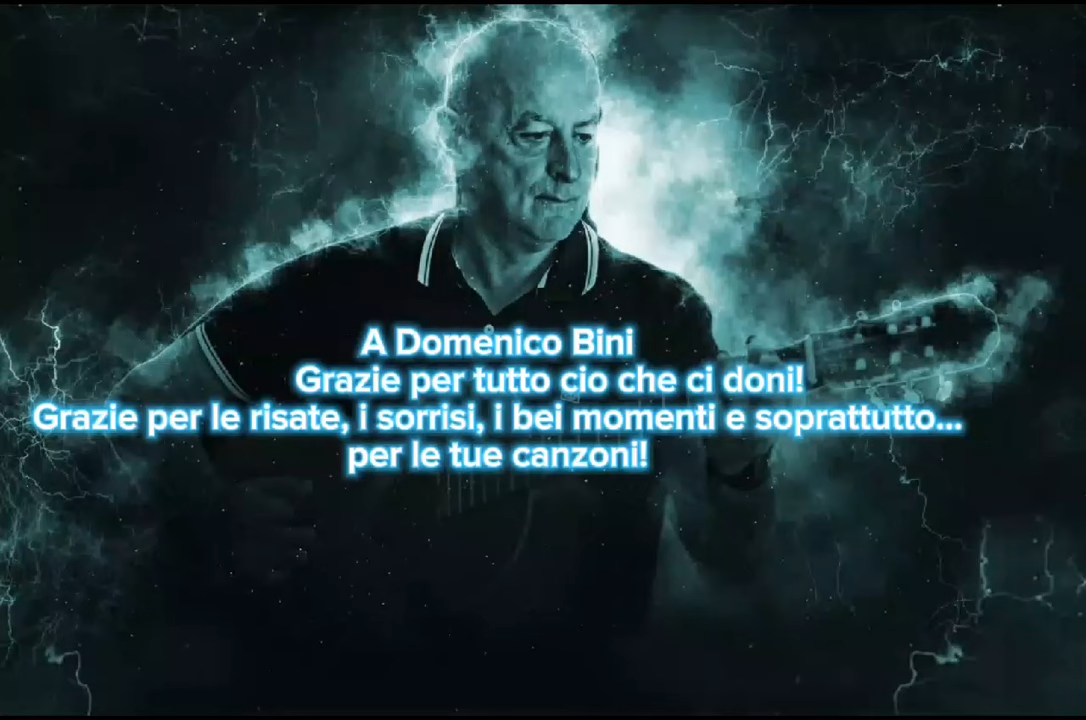 A Domenico Bini
Grazie per tutto cio che ci doni!
Grazie per le risate, i sorrisi, i bei momenti e soprattutto...
per le tue canzoni!